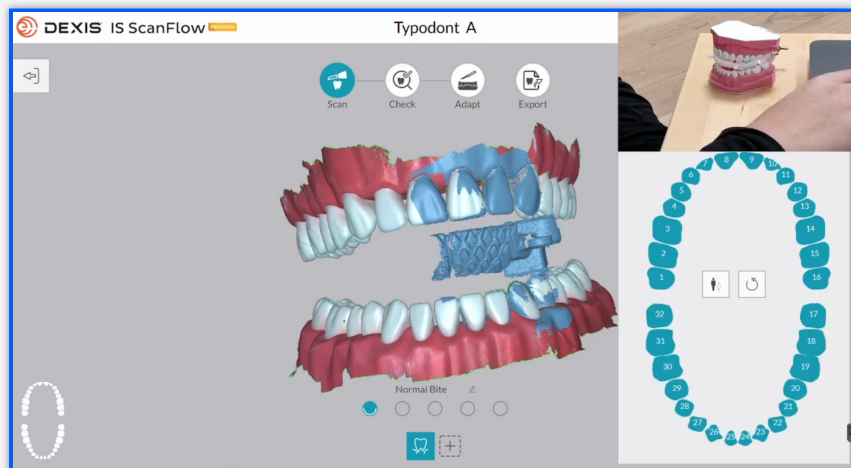 DEXIS IS ScanFlow PREMIUM
Typodont A
Scan
Check
Adapt
Export
7 8 9 10
6 11
5 12
4 13
3 14
2 15
1 16
32 17
31 18
30 19
29 20
28 21
27 22
26 25 24 23
Normal Bite